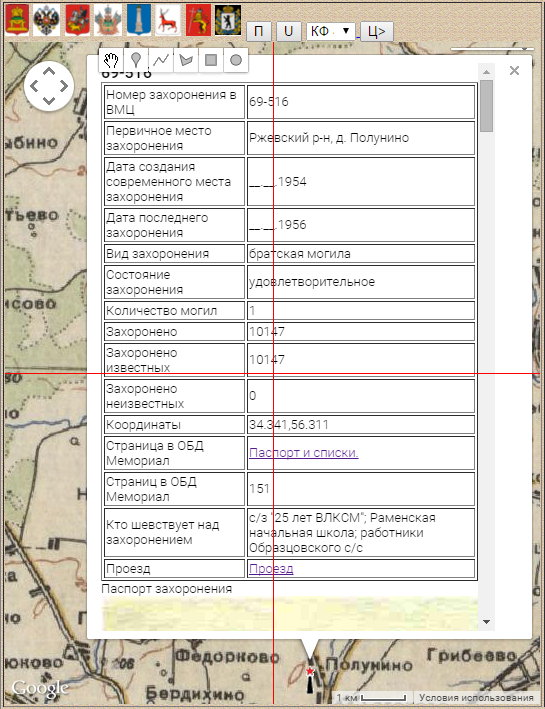 П U КФ Ц>
69-516
Номер захоронения в
ВМЦ
69-516
Первичное место
захоронения
Ржевский р-н, д. Полунино
Дата создания
современного места
захоронения
__.__.1954
Дата последнего
захоронения
__.__.1956
Вид захоронения
братская могила
Состояние
захоронения
удовлетворительное
Количество могил
1
Захоронено
10147
Захоронено
известных
10147
Захоронено
неизвестных
0
Координаты
34.341,56.311
Страница в ОБД
Мемориал
Паспорт и списки.
Страниц в ОБД
Мемориал
151
Кто шевствует над
захоронением
с/з "25 лет ВЛКСМ"; Раменская
начальная школа; работники
Образцовского с/с
Проезд
Проезд
Паспорт захоронения
ыбино
тьево
сово
юково
206
Федорково
Бердихино
Полунино
Грибеево
Google
1 км
Условия использования